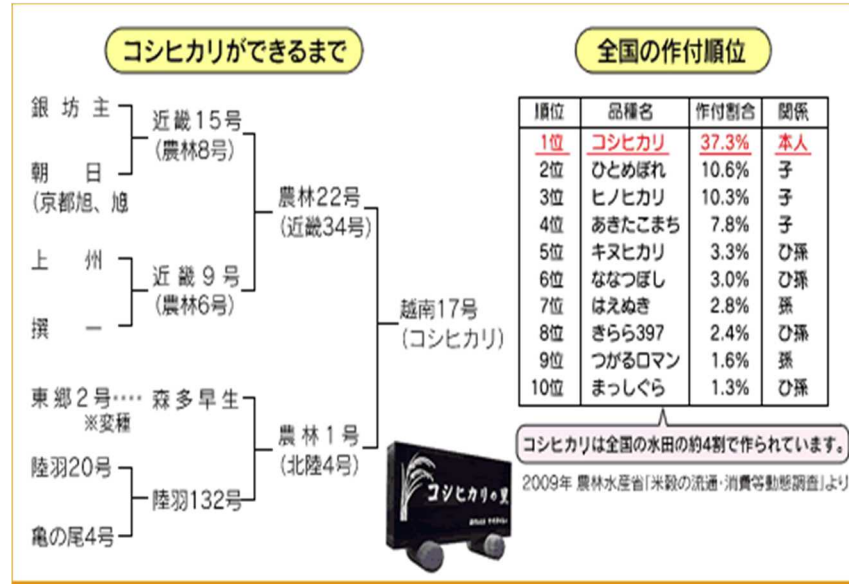 コシヒカリができるまで
銀坊主
朝日
(京都旭、旭
近畿15号
(農林8号)
上州
撰一
近畿9号
(農林6号)
農林22号
(近畿34号)
東郷2号‥‥
※変種
森多早生
陸羽20号
亀の尾4号
陸羽132号
農林1号
(北陸4号)
越南17号
(コシヒカリ)
コシヒカリの里
全国の作付順位
順位 品種名 作付割合 関係
1位 コシヒカリ 37.3% 本人
2位 ひとめぼれ 10.6% 子
3位 ヒノヒカリ 10.3% 子
4位 あきたこまち 7.8% 子
5位 キヌヒカリ 3.3% ひ孫
6位 ななつぼし 3.0% ひ孫
7位 はえぬき 2.8% 孫
8位 きらら397 2.4% ひ孫
9位 つがるロマン 1.6% 孫
10位 まっしぐら 1.3% ひ孫
コシヒカリは全国の水田の約4割で作られています。
2009年 農林水産省「米穀の流通・消費等動態調査」より